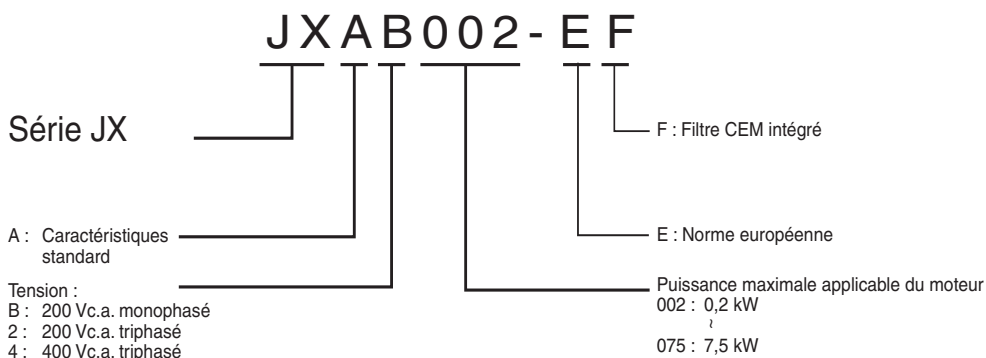 JXAB002-EF
Série JX
F : Filtre CEM intégré
A : Caractéristiques
standard
E : Norme européenne
Tension :
B : 200 Vc.a. monophasé
2 : 200 Vc.a. triphasé
4 : 400 Vc.a. triphasé
Puissance maximale applicable du moteur
002 : 0,2 kW
~
075 : 7,5 kW